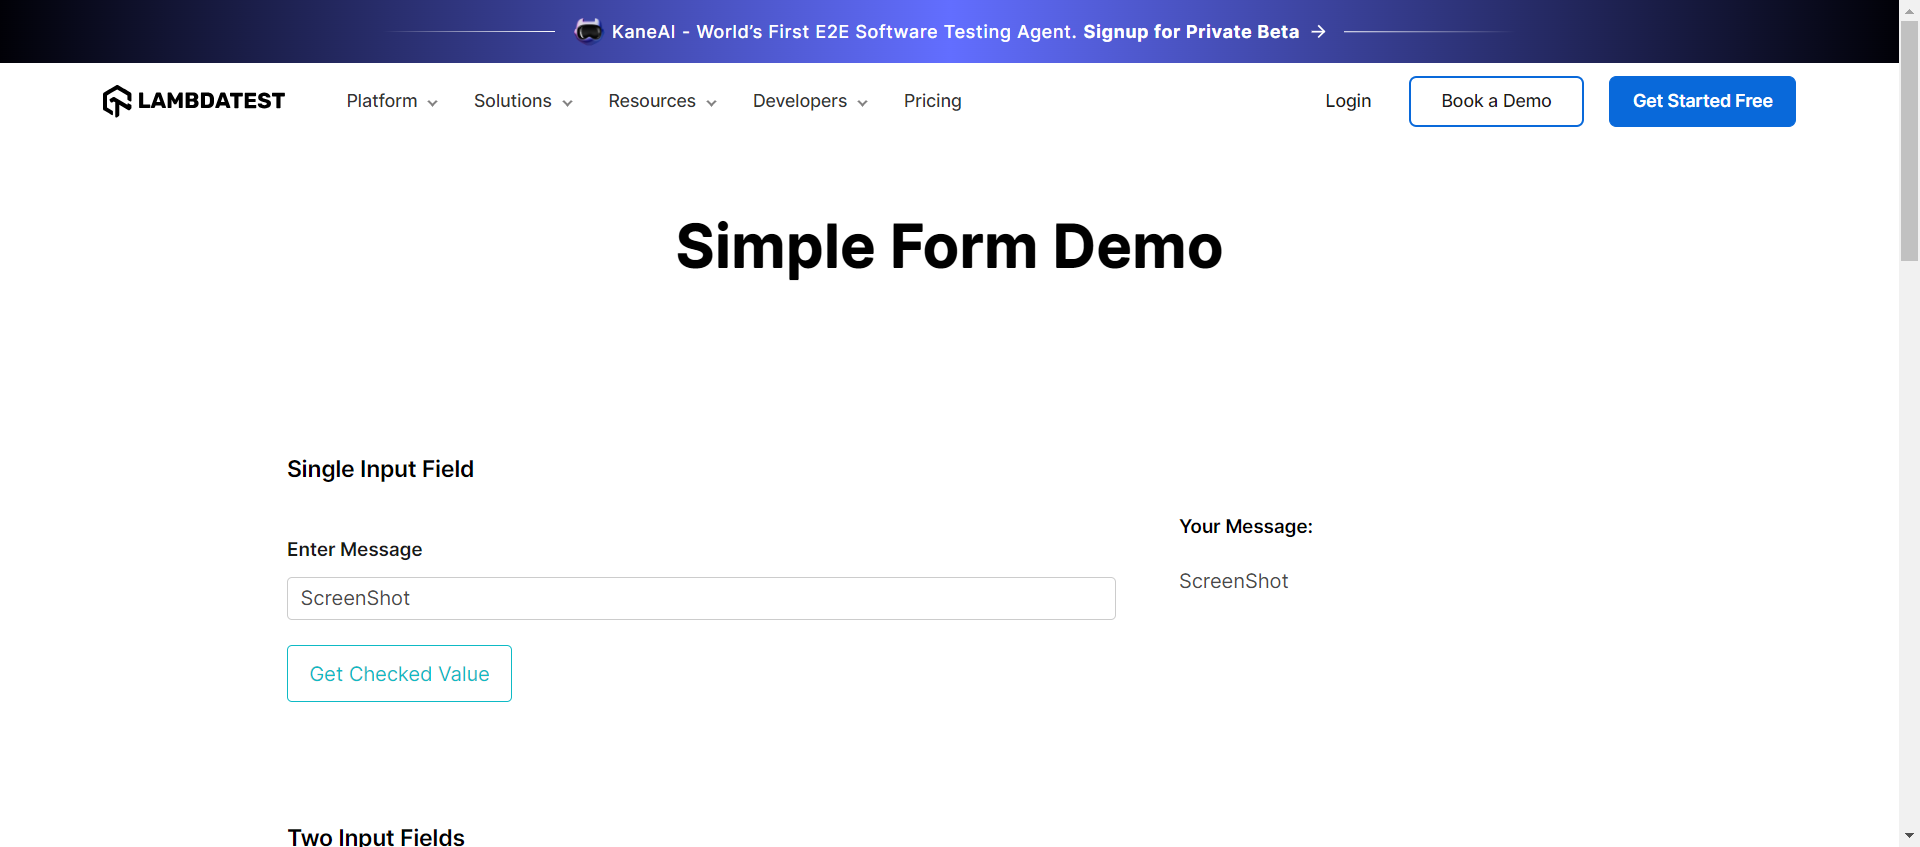 KaneAI - World’s First E2E Software Testing Agent. Signup for Private Beta →
LAMBDATEST Platform Solutions Resources Developers Pricing Login Book a Demo Get Started Free
Simple Form Demo
Single Input Field
Your Message:
Enter Message
ScreenShot
ScreenShot
Get Checked Value
Two Input Fields